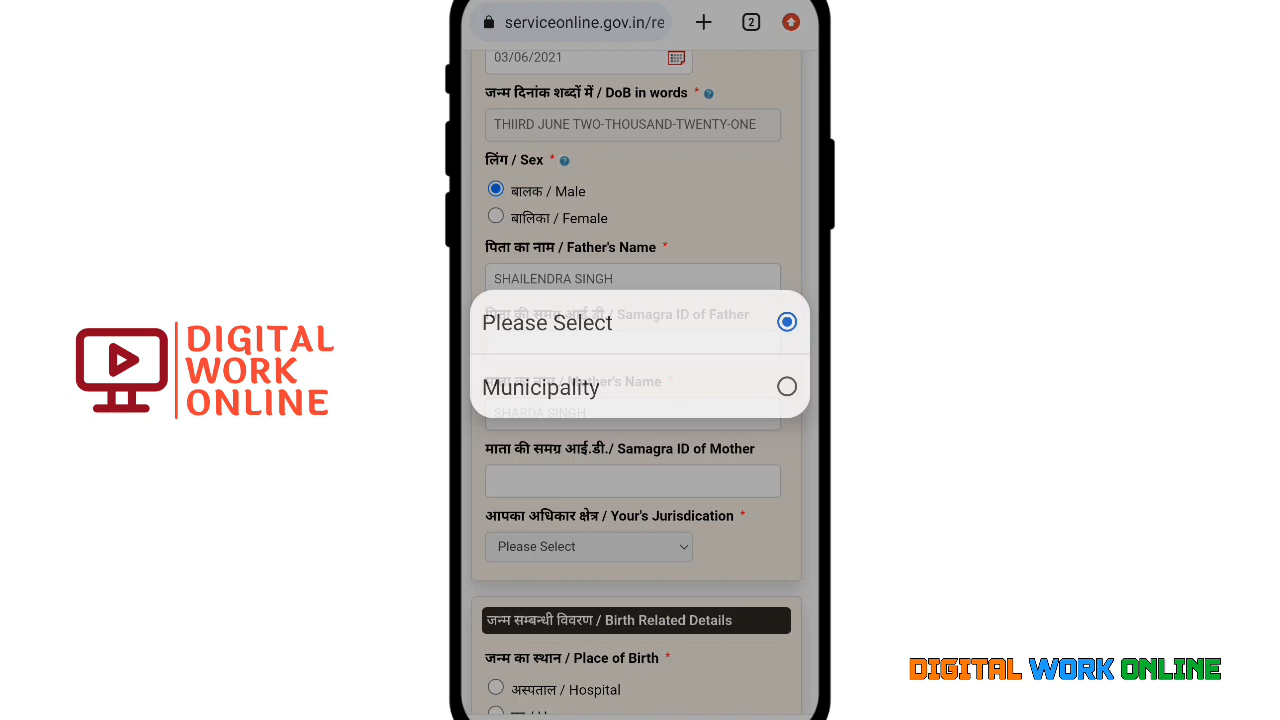 serviceonline.gov.in/re
2
03/06/2021
जन्म दिनांक शब्दों में / DoB in words *
THIIRD JUNE TWO-THOUSAND-TWENTY-ONE
लिंग / Sex *
बालक / Male
बालिका / Female
पिता का नाम / Father's Name *
SHAILENDRA SINGH
पिता की समग्र आई.डी./ Samagra ID of Father
Please Select
Mother's Name *
Municipality
SHARDA SINGH
माता की समग्र आई.डी./ Samagra ID of Mother
आपका अधिकार क्षेत्र / Your's Jurisdication *
Please Select
जन्म सम्बन्धी विवरण / Birth Related Details
जन्म का स्थान / Place of Birth *
अस्पताल / Hospital
DIGITAL
WORK
ONLINE
DIGITAL WORK ONLINE